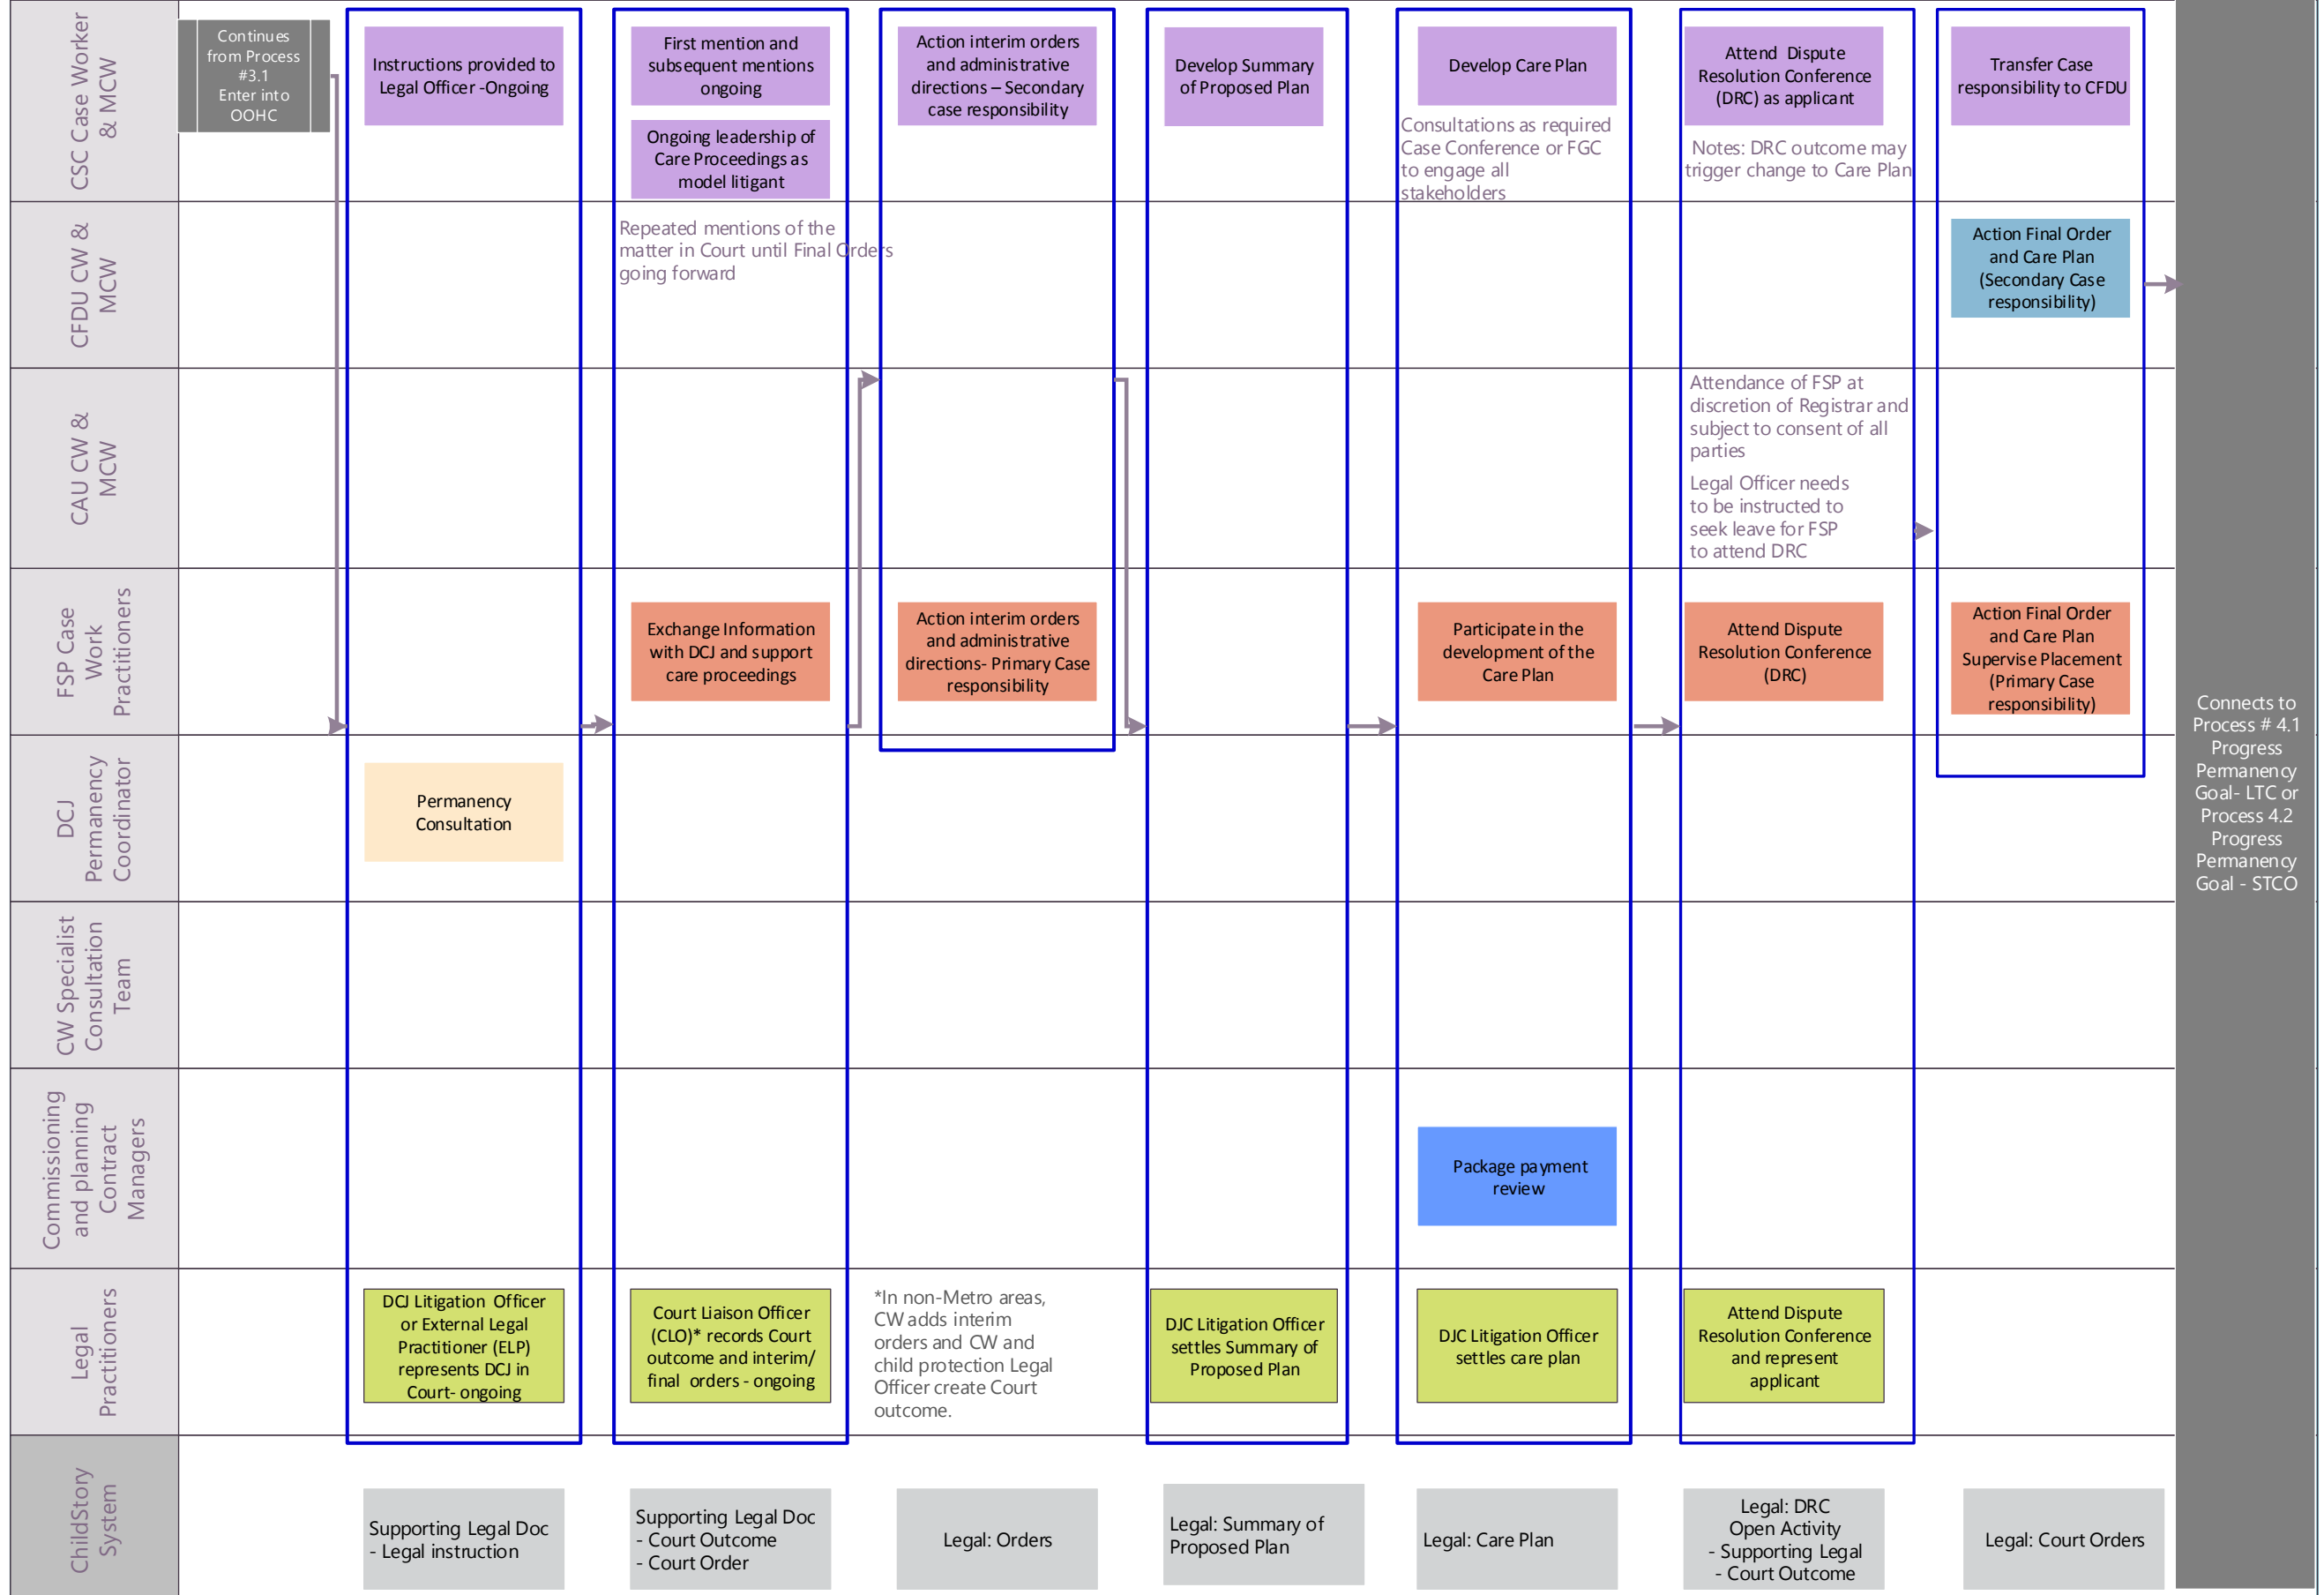 CSC Case Worker
& MCW
Continues
from Process
#3.1
Enter into
OOHC
Instructions provided to
Legal Officer -Ongoing
First mention and
subsequent mentions
ongoing
Ongoing leadership of
Care Proceedings as
model litigant
Action interim orders
and administrative
directions – Secondary
case responsibility
Develop Summary
of Proposed Plan
Develop Care Plan
Consultations as required
Case Conference or FGC
to engage all
stakeholders
Attend Dispute
Resolution Conference
(DRC) as applicant
Notes: DRC outcome may
trigger change to Care Plan
Transfer Case
responsibility to CFDU
CFDU CW &
MCW
Repeated mentions of the
matter in Court until Final Orders
going forward
Action Final Order
and Care Plan
(Secondary Case
responsibility)
CAU CW &
MCW
Attendance of FSP at
discretion of Registrar and
subject to consent of all
parties
Legal Officer needs
to be instructed to
seek leave for FSP
to attend DRC
FSP Case
Work
Practitioners
Exchange Information
with DCJ and support
care proceedings
Action interim orders
and administrative
directions- Primary Case
responsibility
Participate in the
development of the
Care Plan
Attend Dispute
Resolution Conference
(DRC)
Action Final Order
and Care Plan
Supervise Placement
(Primary Case
responsibility)
Connects to
Process # 4.1
Progress
Permanency
Goal- LTC or
Process 4.2
Progress
Permanency
Goal - STCO
DCJ
Permanency
Coordinator
Permanency
Consultation
CW Specialist
Consultation
Team
Commissioning
and planning
Contract
Managers
Package payment
review
Legal
Practitioners
DCJ Litigation Officer
or External Legal
Practitioner (ELP)
represents DCJ in
Court- ongoing
Court Liaison Officer
(CLO)* records Court
outcome and interim/
final orders - ongoing
*In non-Metro areas,
CW adds interim
orders and CW and
child protection Legal
Officer create Court
outcome.
DJC Litigation Officer
settles Summary of
Proposed Plan
DJC Litigation Officer
settles care plan
Attend Dispute
Resolution Conference
and represent
applicant
ChildStory
System
Supporting Legal Doc
- Legal instruction
Supporting Legal Doc
- Court Outcome
- Court Order
Legal: Orders
Legal: Summary of
Proposed Plan
Legal: Care Plan
Legal: DRC
Open Activity
- Supporting Legal
- Court Outcome
Legal: Court Orders